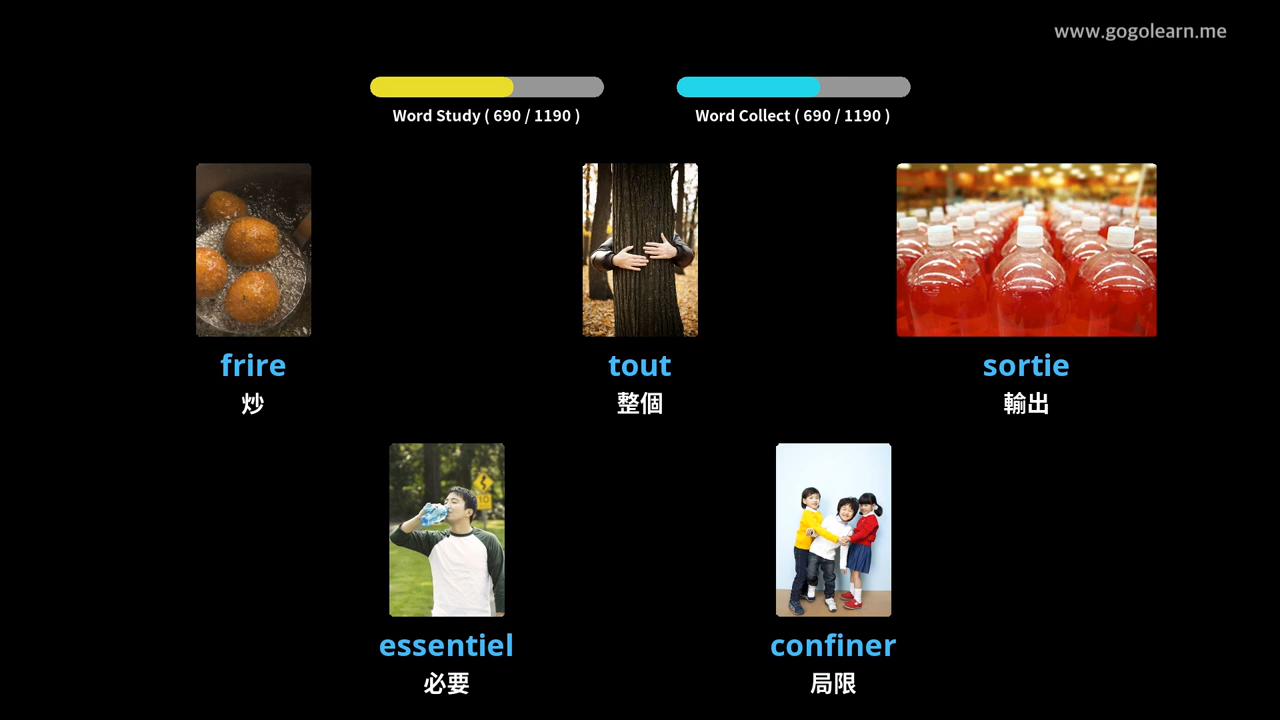 www.gogolearn.me
Word Study ( 690 / 1190 )
Word Collect ( 690 / 1190 )
frire
炒
tout
整個
sortie
輸出
essentiel
必要
confiner
局限